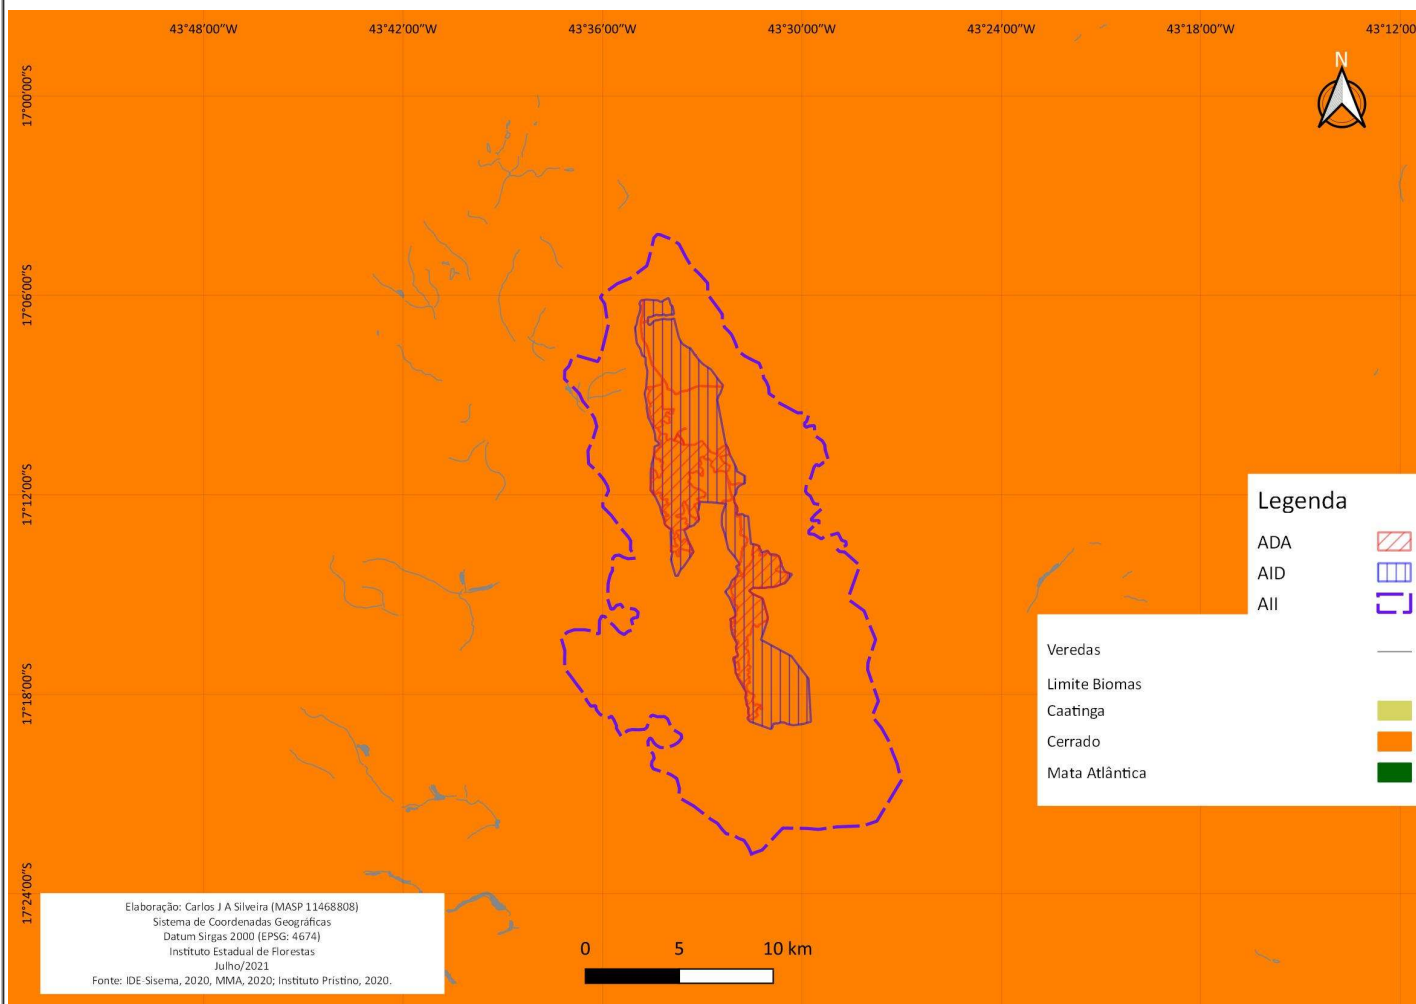 43°48'00"W 43°42'00"W 43°36'00"W 43°30'00"W 43°24'00"W 43°18'00"W 43°12'00
N
17°00'00"S
17°06'00"S
17°12'00"S
17°18'00"S
17°24'00"S
Legenda
ADA
AID
AII
Veredas
Limite Biomas
Caatinga
Cerrado
Mata Atlântica
Elaboração: Carlos J A Silveira (MASP 11468808)
Sistema de Coordenadas Geográficas
Datum Sirgas 2000 (EPSG: 4674)
Instituto Estadual de Florestas
Julho/2021
Fonte: IDE-Sisema, 2020, MMA, 2020; Instituto Pristino, 2020.
0 5 10 km